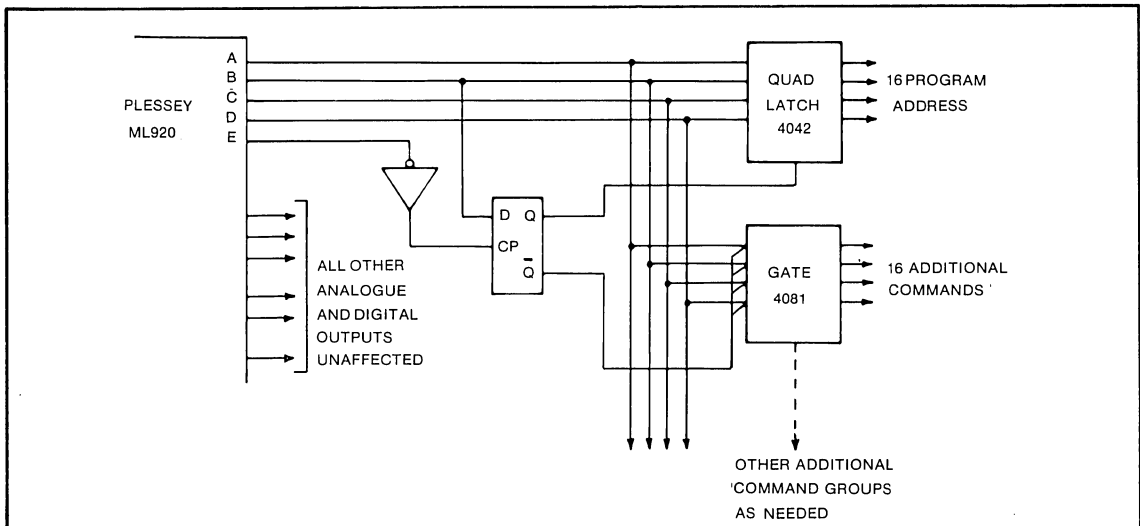 PLESSEY
ML920
A
B
C
D
E
QUAD
LATCH
4042
16 PROGRAM
ADDRESS
D Q
CP
Q
GATE
4081
16 ADDITIONAL
COMMANDS
ALL OTHER
ANALOGUE
AND DIGITAL
OUTPUTS
UNAFFECTED
OTHER ADDITIONAL
'COMMAND GROUPS
AS NEEDED